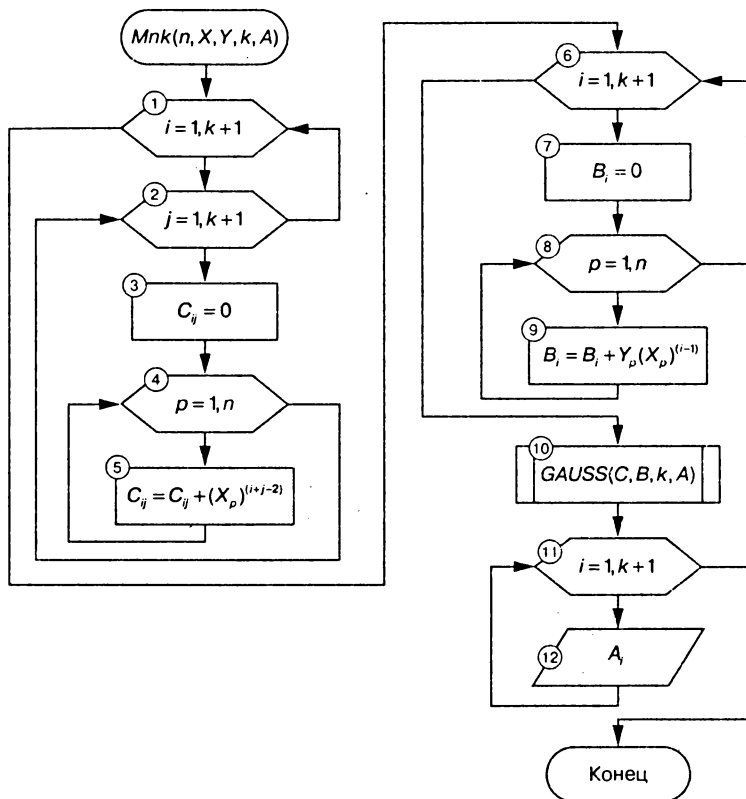 Mnk(n, X, Y, k, A)
1
i = 1, k + 1
2
j = 1, k + 1
3
C_ij = 0
4
p = 1, n
5
C_ij = C_ij + (X_p)^(i+j−2)
6
i = 1, k + 1
7
B_i = 0
8
p = 1, n
9
B_i = B_i + Y_p(X_p)^(i−1)
10
GAUSS(C, B, k, A)
11
i = 1, k + 1
12
A_i
Конец